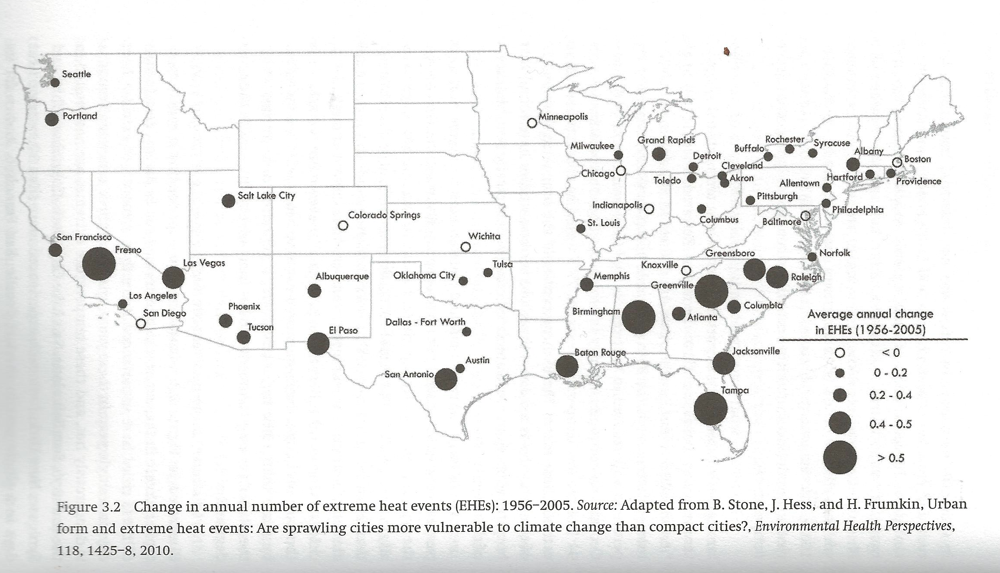 Seattle
Portland
Minneapolis
Milwaukee
Grand Rapids
Chicago
Detroit
Toledo
Cleveland
Akron
Buffalo
Rochester
Syracuse
Albany
Boston
Hartford
Providence
Allentown
Pittsburgh
Philadelphia
Baltimore
Columbus
Indianapolis
St. Louis
Salt Lake City
Colorado Springs
Wichita
San Francisco
Fresno
Las Vegas
Los Angeles
San Diego
Phoenix
Tucson
Albuquerque
El Paso
Oklahoma City
Tulsa
Dallas - Fort Worth
Austin
San Antonio
Memphis
Knoxville
Greensboro
Norfolk
Raleigh
Greenville
Columbia
Birmingham
Atlanta
Baton Rouge
Jacksonville
Tampa
Average annual change
in EHEs (1956-2005)
< 0
0 - 0.2
0.2 - 0.4
0.4 - 0.5
> 0.5
Figure 3.2 Change in annual number of extreme heat events (EHEs): 1956–2005. Source: Adapted from B. Stone, J. Hess, and H. Frumkin, Urban
form and extreme heat events: Are sprawling cities more vulnerable to climate change than compact cities?, Environmental Health Perspectives,
118, 1425–8, 2010.